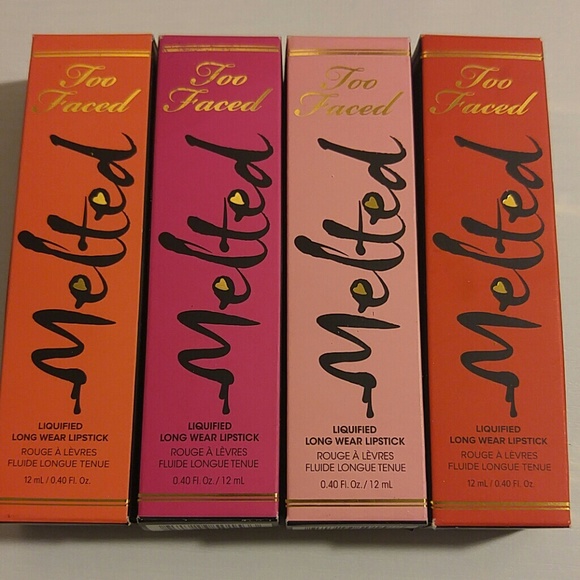 Too
Faced
Melted
LIQUIFIED
LONG WEAR LIPSTICK
ROUGE À LÈVRES
FLUIDE LONGUE TENUE
12 mL / 0.40 Fl. Oz.
Too
Faced
Melted
LIQUIFIED
LONG WEAR LIPSTICK
ROUGE À LÈVRES
FLUIDE LONGUE TENUE
0.40 Fl. Oz. / 12 mL
Too
Faced
Melted
LIQUIFIED
LONG WEAR LIPSTICK
ROUGE À LÈVRES
FLUIDE LONGUE TENUE
0.40 Fl. Oz. / 12 mL
Too
Faced
Melted
LIQUIFIED
LONG WEAR LIPSTICK
ROUGE À LÈVRES
FLUIDE LONGUE TENUE
12 mL / 0.40 Fl. Oz.